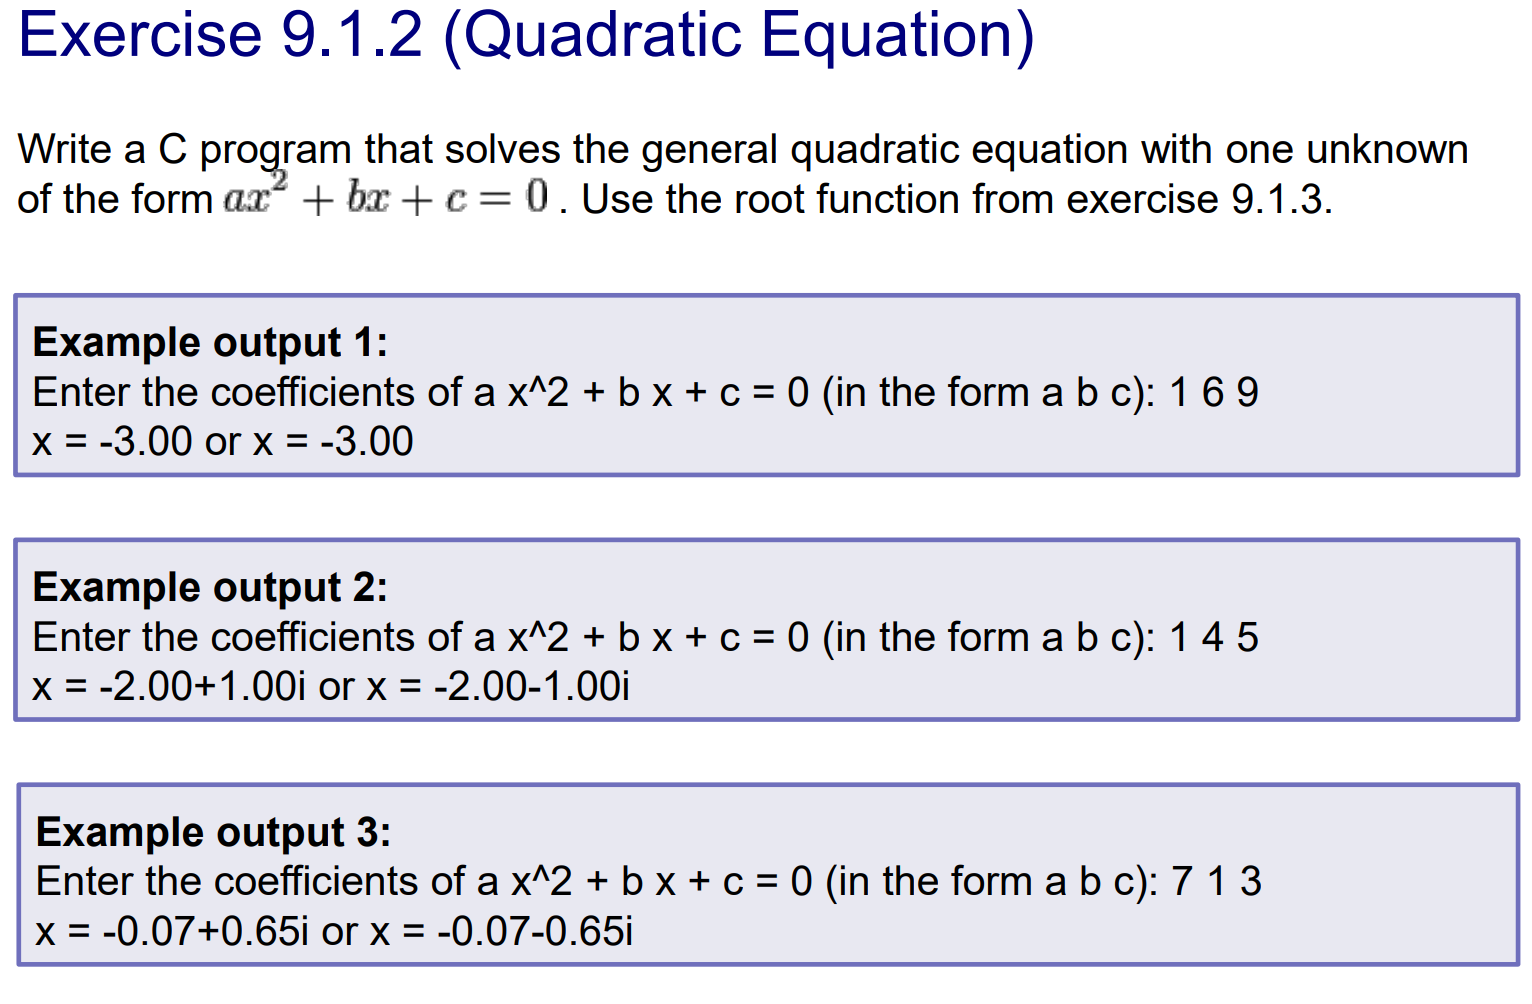 Exercise 9.1.2 (Quadratic Equation)
Write a C program that solves the general quadratic equation with one unknown
of the form ax² + bx + c = 0 . Use the root function from exercise 9.1.3.
Example output 1:
Enter the coefficients of a x^2 + b x + c = 0 (in the form a b c): 1 6 9
x = -3.00 or x = -3.00
Example output 2:
Enter the coefficients of a x^2 + b x + c = 0 (in the form a b c): 1 4 5
x = -2.00+1.00i or x = -2.00-1.00i
Example output 3:
Enter the coefficients of a x^2 + b x + c = 0 (in the form a b c): 7 1 3
x = -0.07+0.65i or x = -0.07-0.65i